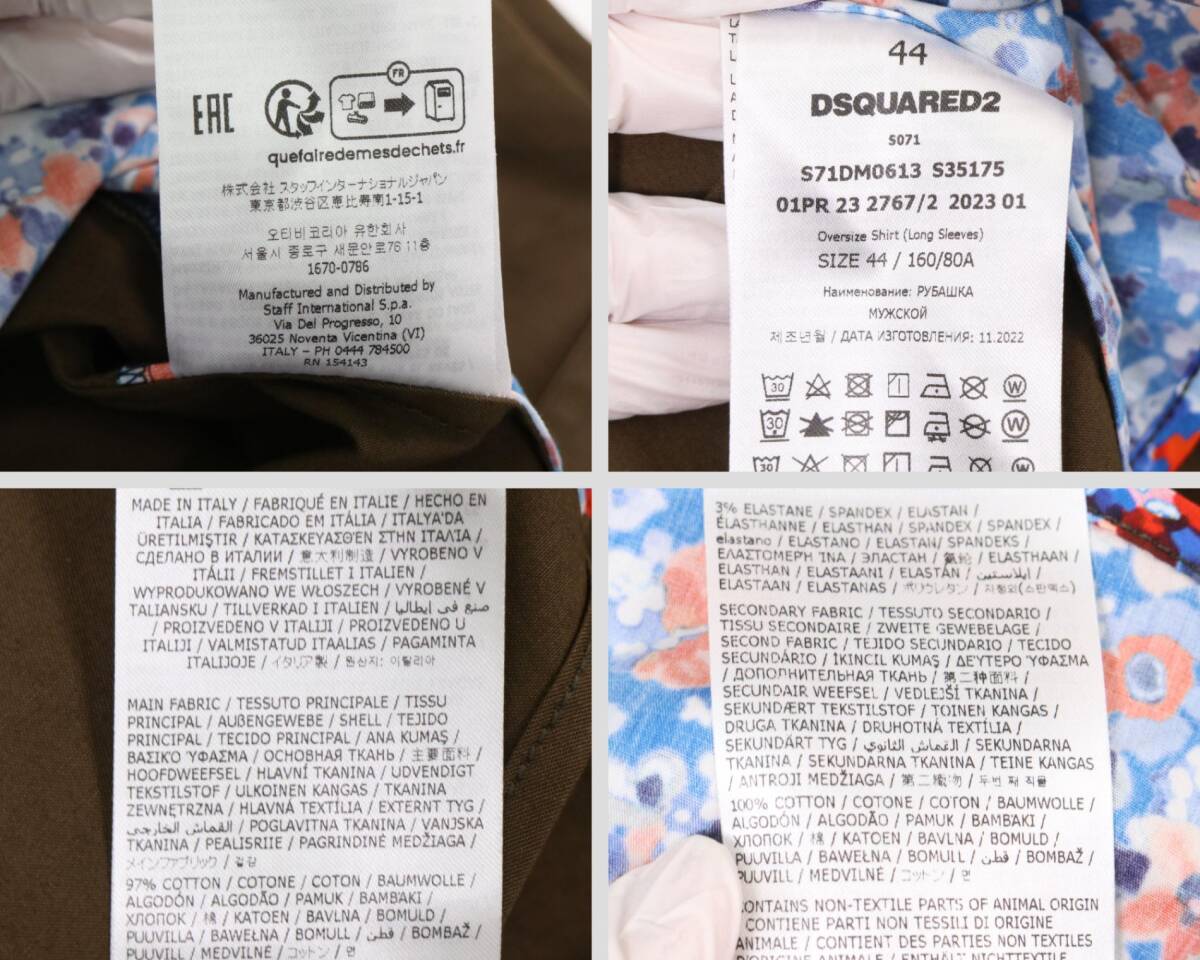 EAC
FR
quefairedemesdechets.fr
株式会社 スタッフインターナショナルジャパン
東京都渋谷区恵比寿南1-15-1
오티비코리아 유한회사
서울시 종로구 새문안로76 11층
1670-0786
Manufactured and Distributed by
Staff International S.p.a.
Via Del Progresso, 10
36025 Noventa Vicentina (VI)
ITALY - PH 0444 784500
RN 154143
44
DSQUARED2
S071
S71DM0613 S35175
01PR 23 2767/2 2023 01
Oversize Shirt (Long Sleeves)
SIZE 44 / 160/80A
Наименование: РУБАШКА
МУЖСКОЙ
제조년월 / ДАТА ИЗГОТОВЛЕНИЯ: 11.2022
30
W
30
W
30
W
MADE IN ITALY / FABRIQUÉ EN ITALIE / HECHO EN
ITALIA / FABRICADO EM ITÁLIA / ITALYA'DA
ÜRETILMIŞTIR / ΚΑΤΑΣΚΕΥΑΣΘΈΝ ΣΤΗΝ ΙΤΑΛΊΑ /
СДЕЛАНО В ИТАЛИИ / 意大利制造 / VYROBENO V
ITÁLII / FREMSTILLET I ITALIEN /
WYPRODUKOWANO WE WŁOSZECH / VYROBENÉ V
TALIANSKU / TILLVERKAD I ITALIEN / صنع في ايطاليا
/ PROIZVEDENO V ITALIJI / PROIZVEDENO U
ITALIJI / VALMISTATUD ITAALIAS / PAGAMINTA
ITALIJOJE / イタリア製 / 원산지: 이탈리아
MAIN FABRIC / TESSUTO PRINCIPALE / TISSU
PRINCIPAL / AUßENGEWEBE / SHELL / TEJIDO
PRINCIPAL / TECIDO PRINCIPAL / ANA KUMAŞ /
ΒΑΣΙΚΌ ΎΦΑΣΜΑ / ОСНОВНАЯ ТКАНЬ / 主要面料 /
HOOFDWEEFSEL / HLAVNÍ TKANINA / UDVENDIGT
TEKSTILSTOF / ULKOINEN KANGAS / TKANINA
ZEWNĘTRZNA / HLAVNÁ TEXTÍLIA / EXTERNT TYG /
القماش الخارجي / POGLAVITNA TKANINA / VANJSKA
TKANINA / PEALISRIIE / PAGRINDINĖ MEDŽIAGA /
メインファブリック / 겉감
97% COTTON / COTONE / COTON / BAUMWOLLE /
ALGODÓN / ALGODÃO / PAMUK / ΒΑΜΒΆΚΙ /
ХЛОПОК / 棉 / KATOEN / BAVLNA / BOMULD /
PUUVILLA / BAWEŁNA / BOMULL / قطن / BOMBAŽ /
PUUVILL / MEDVILNĖ / コットン / 면
3% ELASTANE / SPANDEX / ELASTAN /
ÉLASTHANNE / ELASTHAN / SPANDEX / SPANDEX /
elastano / ELASTANO / ELASTAN / SPANDEKS /
ΕΛΑΣΤΟΜΕΡΉ ΊΝΑ / ЭЛАСТАН / 氨纶 / ELASTHAAN /
ELASTHAN / ELASTAANI / ELASTAN / ايلاستين /
ELASTAAN / ELASTANAS / ポリウレタン / 자청외(스판덱스)
SECONDARY FABRIC / TESSUTO SECONDARIO /
TISSU SECONDAIRE / ZWEITE GEWEBELAGE /
SECOND FABRIC / TEJIDO SECUNDARIO / TECIDO
SECUNDÁRIO / İKINCIL KUMAŞ / ΔΕΎΤΕΡΟ ΎΦΑΣΜΑ
/ ДОПОЛНИТЕЛЬНАЯ ТКАНЬ / 第二种面料 /
SECUNDAIR WEEFSEL / VEDLEJŠÍ TKANINA /
SEKUNDÆRT TEKSTILSTOF / TOINEN KANGAS /
DRUGA TKANINA / DRUHOTNÁ TEXTÍLIA /
SEKUNDÄRT TYG / القماش الثانوي / SEKUNDARNA
TKANINA / SEKUNDARNA TKANINA / TEINE KANGAS
/ ANTROJI MEDŽIAGA / 第二織物 / 두번 째 직물
100% COTTON / COTONE / COTON / BAUMWOLLE /
ALGODÓN / ALGODÃO / PAMUK / ΒΑΜΒΆΚΙ /
ХЛОПОК / 棉 / KATOEN / BAVLNA / BOMULD /
PUUVILLA / BAWEŁNA / BOMULL / قطن / BOMBAŽ /
PUUVILL / MEDVILNĖ / コットン / 면
CONTAINS NON-TEXTILE PARTS OF ANIMAL ORIGIN
CONTIENE PARTI NON TESSILI DI ORIGINE
ANIMALE / CONTIENT DES PARTIES NON TEXTILES
D'ORIGINE ANIMALE / ENTHÄLT NICHTTEXTILE